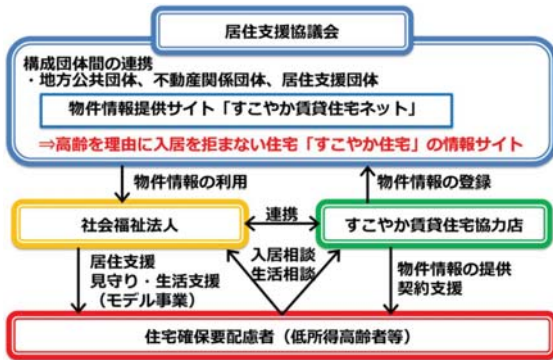 居住支援協議会
構成団体間の連携
・地方公共団体、不動産関係団体、居住支援団体
物件情報提供サイト「すこやか賃貸住宅ネット」
⇒高齢を理由に入居を拒まない住宅「すこやか住宅」の情報サイト
物件情報の利用
物件情報の登録
社会福祉法人
連携
すこやか賃貸住宅協力店
居住支援
見守り・生活支援
（モデル事業）
入居相談
生活相談
物件情報の提供
契約支援
住宅確保要配慮者（低所得高齢者等）